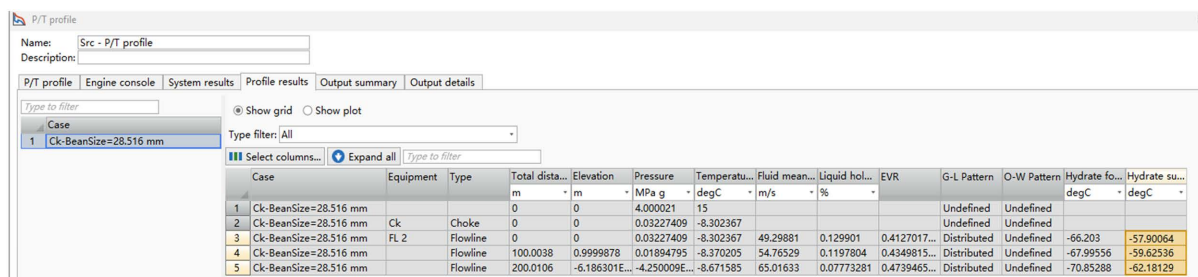 P/T profile
Name: Src - P/T profile
Description:
P/T profile Engine console System results Profile results Output summary Output details
Type to filter
Show grid Show plot
Case
1 Ck-BeanSize=28.516 mm
Type filter: All
Select columns... Expand all Type to filter
Case Equipment Type Total dista... Elevation Pressure Temperatu... Fluid mean... Liquid hol... EVR G-L Pattern O-W Pattern Hydrate fo... Hydrate su...
m m MPa g degC m/s % degC degC
1 Ck-BeanSize=28.516 mm 0 0 4.000021 15 Undefined Undefined
2 Ck-BeanSize=28.516 mm Ck Choke 0 0 0.03227409 -8.302367 Undefined Undefined
3 Ck-BeanSize=28.516 mm FL 2 Flowline 0 0 0.03227409 -8.302367 49.29881 0.129901 0.4127017... Distributed Undefined -66.203 -57.90064
4 Ck-BeanSize=28.516 mm Flowline 100.0038 0.9999878 0.01894795 -8.370205 54.76529 0.1197804 0.4349815... Distributed Undefined -67.99556 -59.62536
5 Ck-BeanSize=28.516 mm Flowline 200.0106 -6.186301E... -4.250009E... -8.671585 65.01633 0.07773281 0.4739465... Distributed Undefined -70.85288 -62.18129